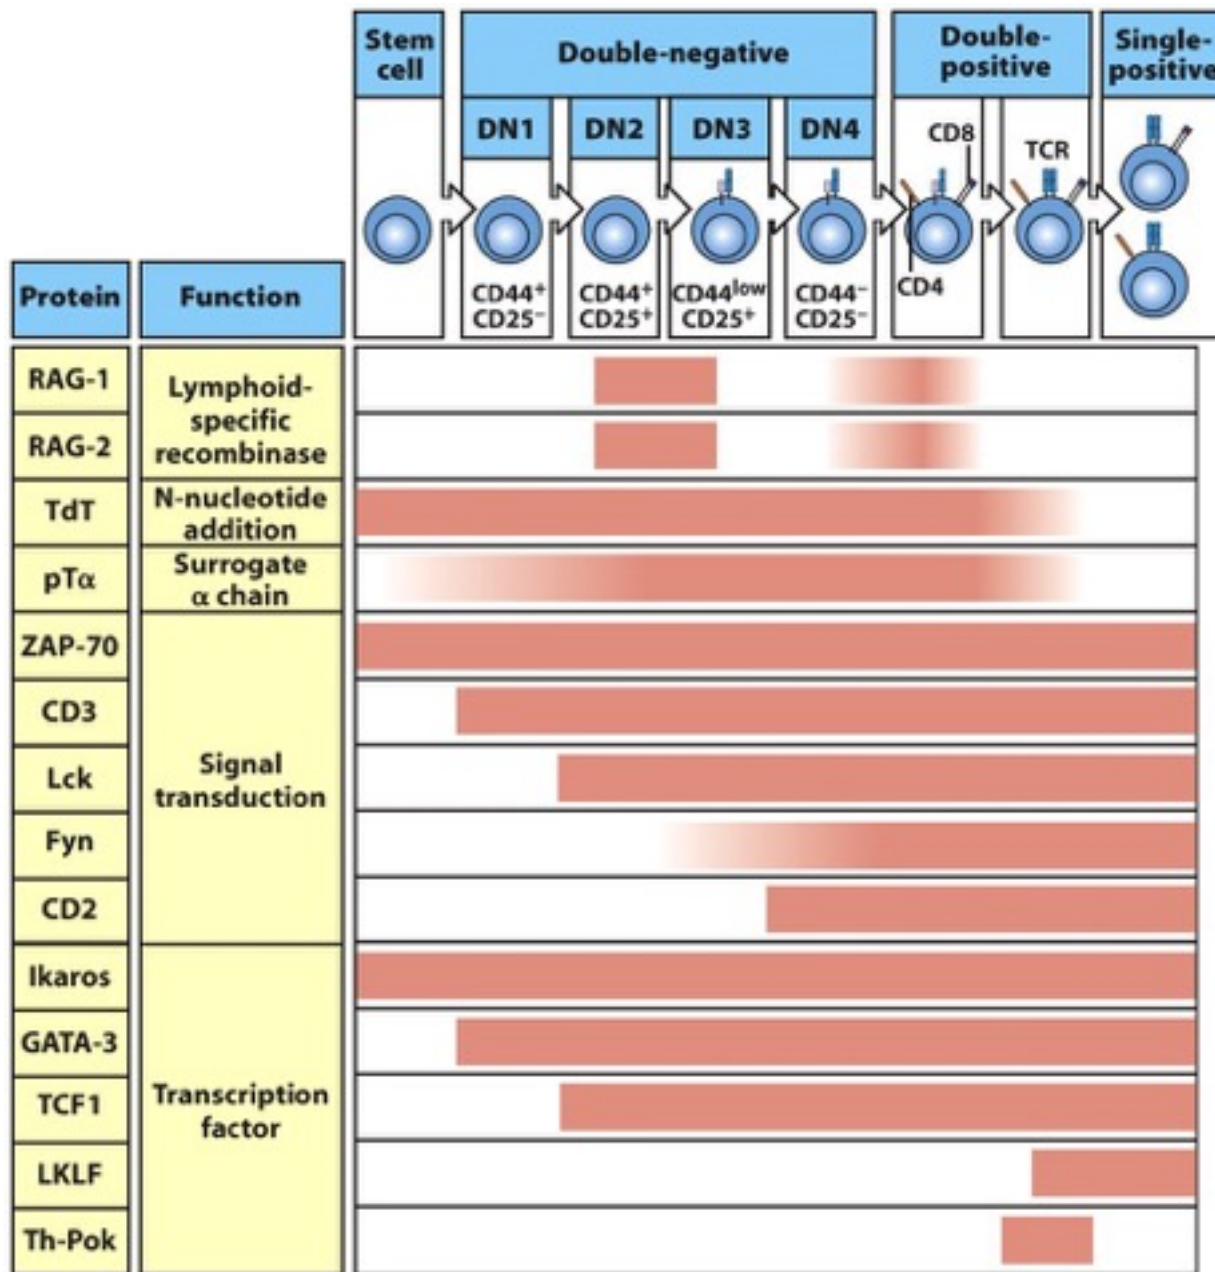 Stem
cell
Double-negative
Double-
positive
Single-
positive
DN1
DN2
DN3
DN4
CD8
TCR
CD4
CD44+
CD25−
CD44+
CD25+
CD44low
CD25+
CD44−
CD25−
Protein
Function
RAG-1
Lymphoid-
specific
recombinase
RAG-2
TdT
N-nucleotide
addition
pTα
Surrogate
α chain
ZAP-70
Signal
transduction
CD3
Lck
Fyn
CD2
Ikaros
Transcription
factor
GATA-3
TCF1
LKLF
Th-Pok